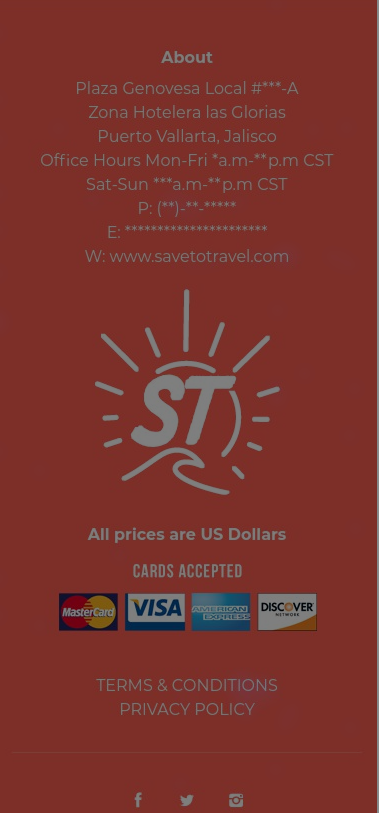 About
Plaza Genovesa Local #***-A
Zona Hotelera las Glorias
Puerto Vallarta, Jalisco
Office Hours Mon-Fri *a.m-**p.m CST
Sat-Sun ***a.m-**p.m CST
P: (**)-**-*****
E: **********************
W: www.savetotravel.com
ST
All prices are US Dollars
CARDS ACCEPTED
MasterCard VISA AMERICAN EXPRESS DISCOVER NETWORK
TERMS & CONDITIONS
PRIVACY POLICY